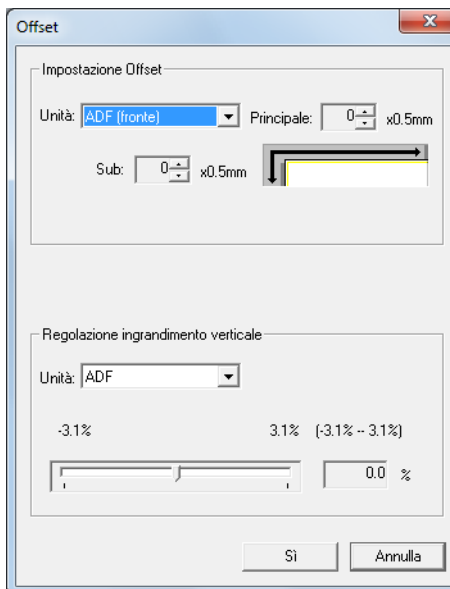 Offset
Impostazione Offset
Unità: ADF (fronte) Principale: 0 x0.5mm
Sub: 0 x0.5mm
Regolazione ingrandimento verticale
Unità: ADF
-3.1% 3.1% (-3.1% -- 3.1%)
0.0 %
Sì Annulla